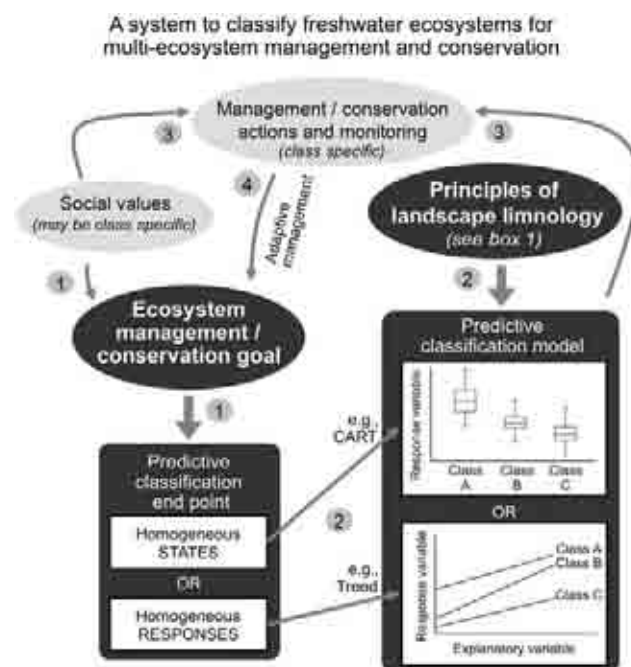 A system to classify freshwater ecosystems for
multi-ecosystem management and conservation
Management / conservation
actions and monitoring
(class specific)
3
3
4
Adaptive
management
Social values
(may be class specific)
Principles of
landscape limnology
(see box 1)
1
2
Ecosystem
management /
conservation goal
1
Predictive
classification
end point
Homogeneous
STATES
OR
Homogeneous
RESPONSES
e.g.,
CART
2
e.g.,
Treed
Predictive
classification model
Response variable
Class
A
Class
B
Class
C
OR
Response variable
Class A
Class B
Class C
Explanatory variable